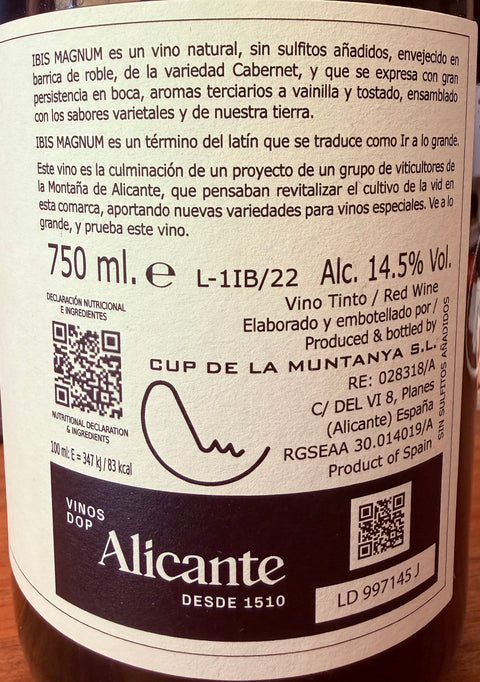 IBIS MAGNUM es un vino natural, sin sulfitos añadidos, envejecido en
barrica de roble, de la variedad Cabernet, y que se expresa con gran
persistencia en boca, aromas terciarios a vainilla y tostado, ensamblado
con los sabores varietales y de nuestra tierra.
IBIS MAGNUM es un término del latín que se traduce como Ir a lo grande.
Este vino es la culminación de un proyecto de un grupo de viticultores de
la Montaña de Alicante, que pensaban revitalizar el cultivo de la vid en
esta comarca, aportando nuevas variedades para vinos especiales. Ve a lo
grande, y prueba este vino.
750 ml. e L-1IB/22 Alc. 14.5% Vol.
DECLARACIÓN NUTRICIONAL
E INGREDIENTES
NUTRITIONAL DECLARATION
& INGREDIENTS
100 ml: E = 347 kj / 83 kcal
Vino Tinto / Red Wine
Elaborado y embotellado por /
Produced & bottled by
CUP DE LA MUNTANYA S.L.
RE: 028318/A
C/ DEL VI 8, Planes
(Alicante) España
RGSEAA 30.014019/A
Product of Spain
SIN SULFITOS AÑADIDOS
VINOS
DOP
Alicante
DESDE 1510
LD 997145 J